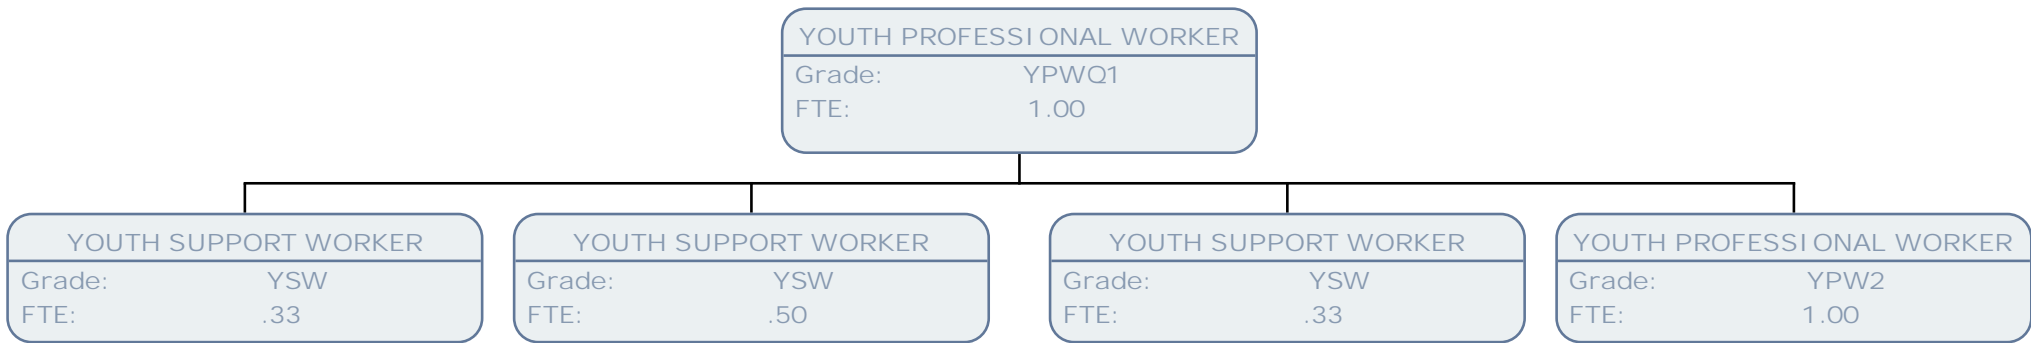 YOUTH PROFESSIONAL WORKER
Grade: YPWQ1
FTE: 1.00
YOUTH SUPPORT WORKER
Grade: YSW
FTE: .33
YOUTH SUPPORT WORKER
Grade: YSW
FTE: .50
YOUTH SUPPORT WORKER
Grade: YSW
FTE: .33
YOUTH PROFESSIONAL WORKER
Grade: YPW2
FTE: 1.00